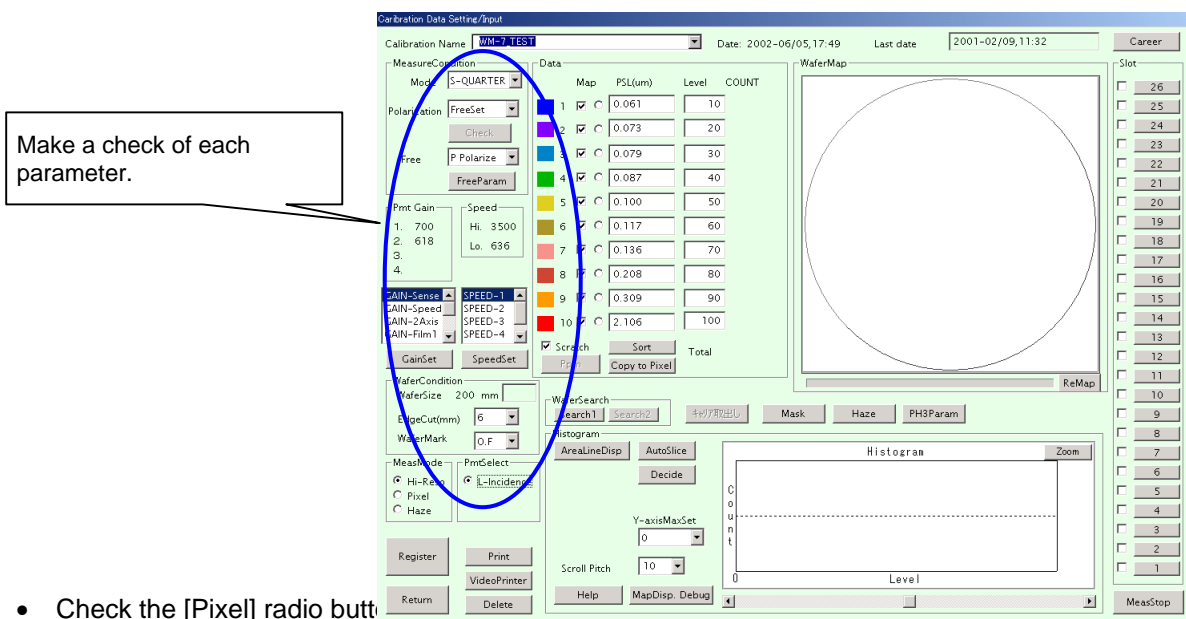 Caribration Data Setting/Input
Calibration Name WM-7 TEST Date: 2002-06/05,17:49 Last date 2001-02/09,11:32 Career
MeasureCondition
Mode S-QUARTER
Polarization FreeSet
Check
Free P Polarize
FreeParam
Make a check of each
parameter.
Pmt Gain
1. 700
2. 618
3.
4.
Speed
Hi. 3500
Lo. 636
GAIN-Sense
GAIN-Speed
GAIN-2Axis
GAIN-Film1
SPEED-1
SPEED-2
SPEED-3
SPEED-4
GainSet SpeedSet
WaferCondition
WaferSize 200 mm
EdgeCut(mm) 6
WaferMark O.F
MeasMode
Hi-Reso
Pixel
Haze
PmtSelect
L-Incidence
Register Print
VideoPrinter
Return Delete
Data
Map PSL(um) Level COUNT
1 0.061 10
2 0.073 20
3 0.079 30
4 0.087 40
5 0.100 50
6 0.117 60
7 0.136 70
8 0.208 80
9 0.309 90
10 2.106 100
Scratch Sort Total
Copy to Pixel
WaferMap
ReMap
WaferSearch
Search1 Search2 ｷｬﾘｱ取出し Mask Haze PH3Param
Histogram
AreaLineDisp AutoSlice
Decide
Y-axisMaxSet
0
Scroll Pitch 10
Help MapDisp. Debug
Histogram Zoom
Count
0 Level
Slot
26
25
24
23
22
21
20
19
18
17
16
15
14
13
12
11
10
9
8
7
6
5
4
3
2
1
MeasStop
• Check the [Pixel] radio butt